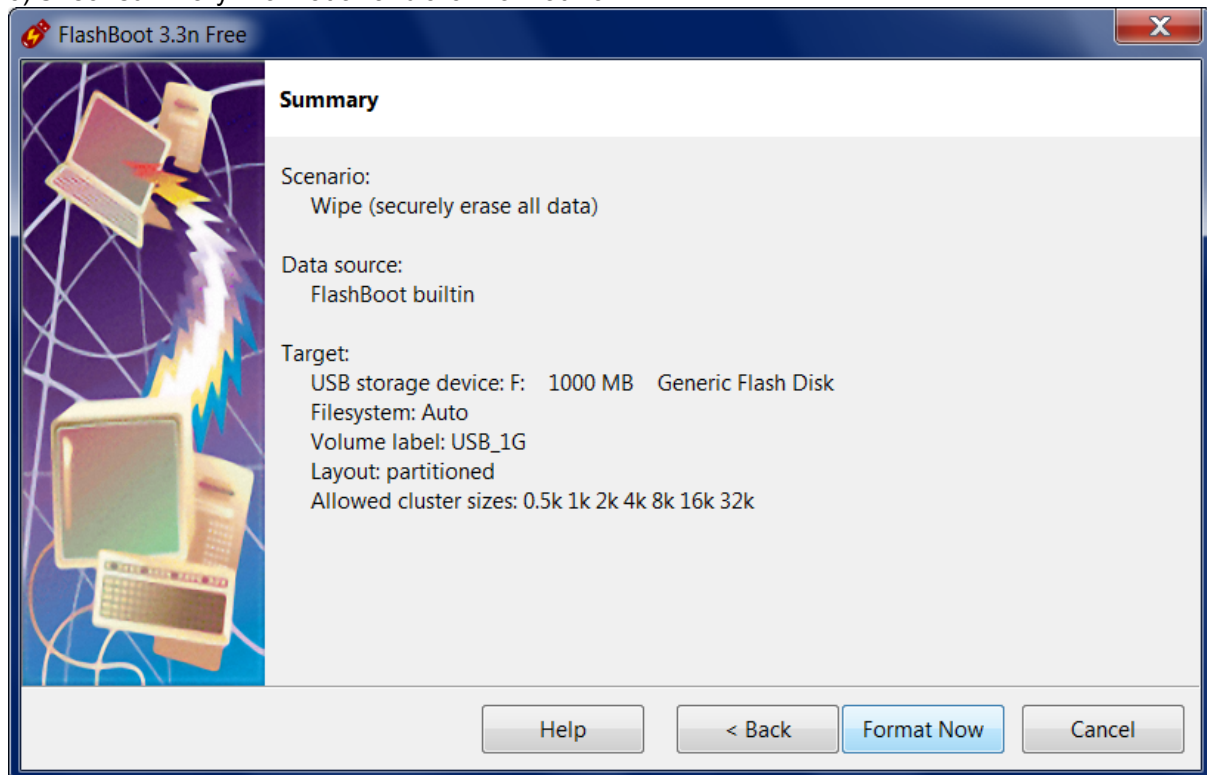 FlashBoot 3.3n Free
Summary
Scenario:
Wipe (securely erase all data)
Data source:
FlashBoot builtin
Target:
USB storage device: F: 1000 MB Generic Flash Disk
Filesystem: Auto
Volume label: USB_1G
Layout: partitioned
Allowed cluster sizes: 0.5k 1k 2k 4k 8k 16k 32k
Help
< Back
Format Now
Cancel